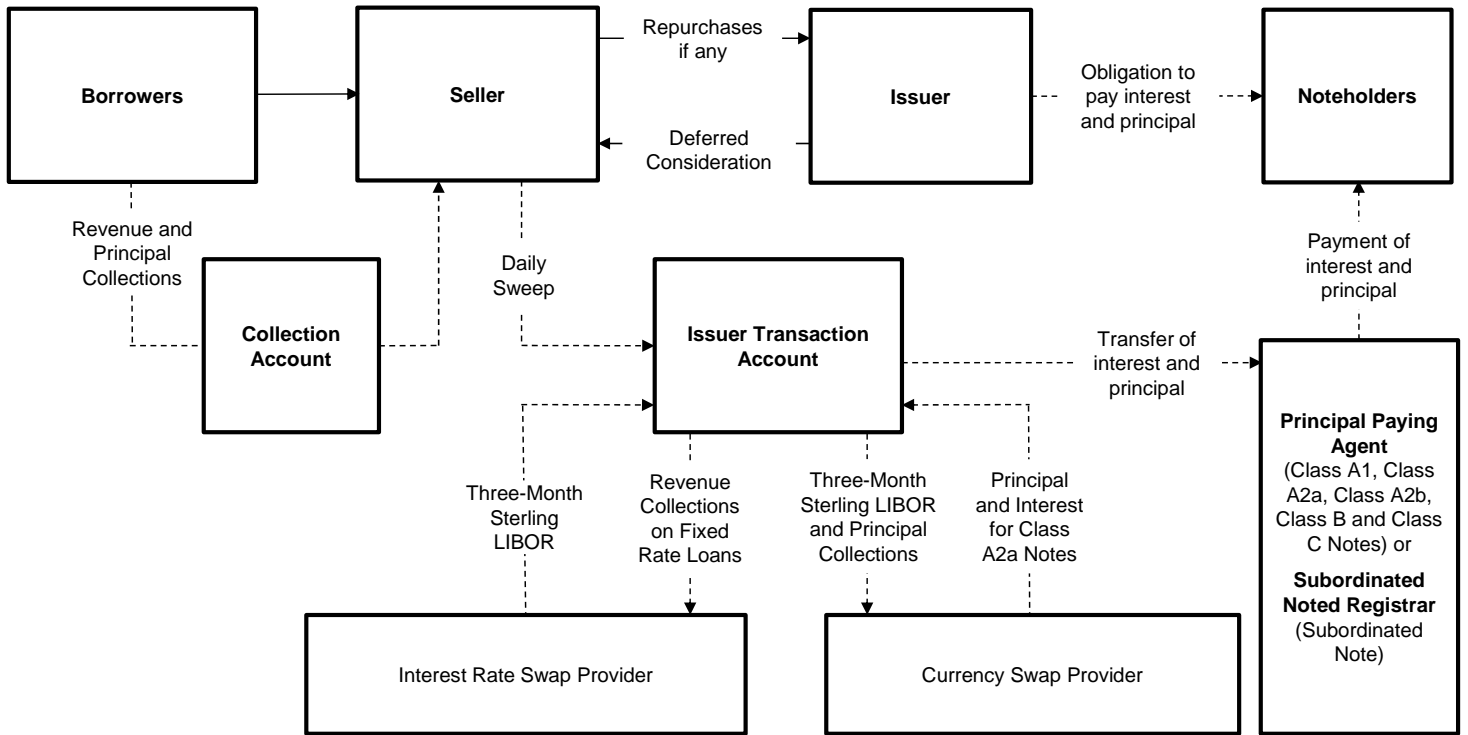 Borrowers
Seller
Repurchases
if any
Deferred
Consideration
Issuer
Obligation to
pay interest
and principal
Noteholders
Revenue and
Principal
Collections
Collection
Account
Daily
Sweep
Issuer Transaction
Account
Transfer of
interest and
principal
Payment of
interest and
principal
Three-Month
Sterling
LIBOR
Revenue
Collections
on Fixed
Rate Loans
Three-Month
Sterling LIBOR
and Principal
Collections
Principal
and Interest
for Class
A2a Notes
Principal Paying
Agent
(Class A1, Class
A2a, Class A2b,
Class B and Class
C Notes) or
Subordinated
Noted Registrar
(Subordinated
Note)
Interest Rate Swap Provider
Currency Swap Provider